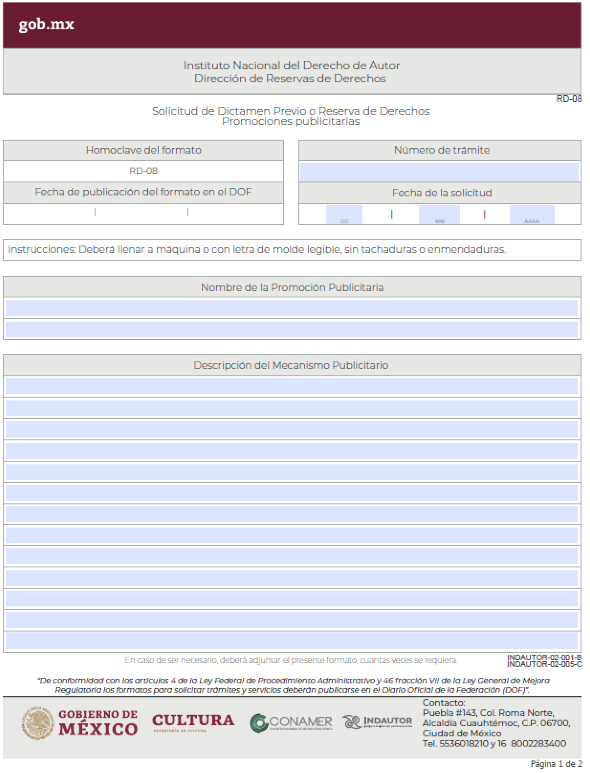 gob.mx
Instituto Nacional del Derecho de Autor
Dirección de Reservas de Derechos
RD-08
Solicitud de Dictamen Previo o Reserva de Derechos
Promociones publicitarias
Homoclave del formato
Número de trámite
RD-08
Fecha de publicación del formato en el DOF
Fecha de la solicitud
| |
DD | MM | AAAA
Instrucciones: Deberá llenar a máquina o con letra de molde legible, sin tachaduras o enmendaduras.
Nombre de la Promoción Publicitaria
Descripción del Mecanismo Publicitario
En caso de ser necesario, deberá adjuntar el presente formato, cuantas veces se requiera.
INDAUTOR-02-001-B
INDAUTOR-02-005-C
"De conformidad con los artículos 4 de la Ley Federal de Procedimiento Administrativo y 46 fracción VII de la Ley General de Mejora
Regulatoria los formatos para solicitar trámites y servicios deberán publicarse en el Diario Oficial de la Federación (DOF)".
GOBIERNO DE
MÉXICO
CULTURA
SECRETARÍA DE CULTURA
CONAMER
INDAUTOR
Contacto:
Puebla #143, Col. Roma Norte,
Alcaldía Cuauhtémoc, C.P. 06700,
Ciudad de México
Tel. 5536018210 y 16 8002283400
Página 1 de 2